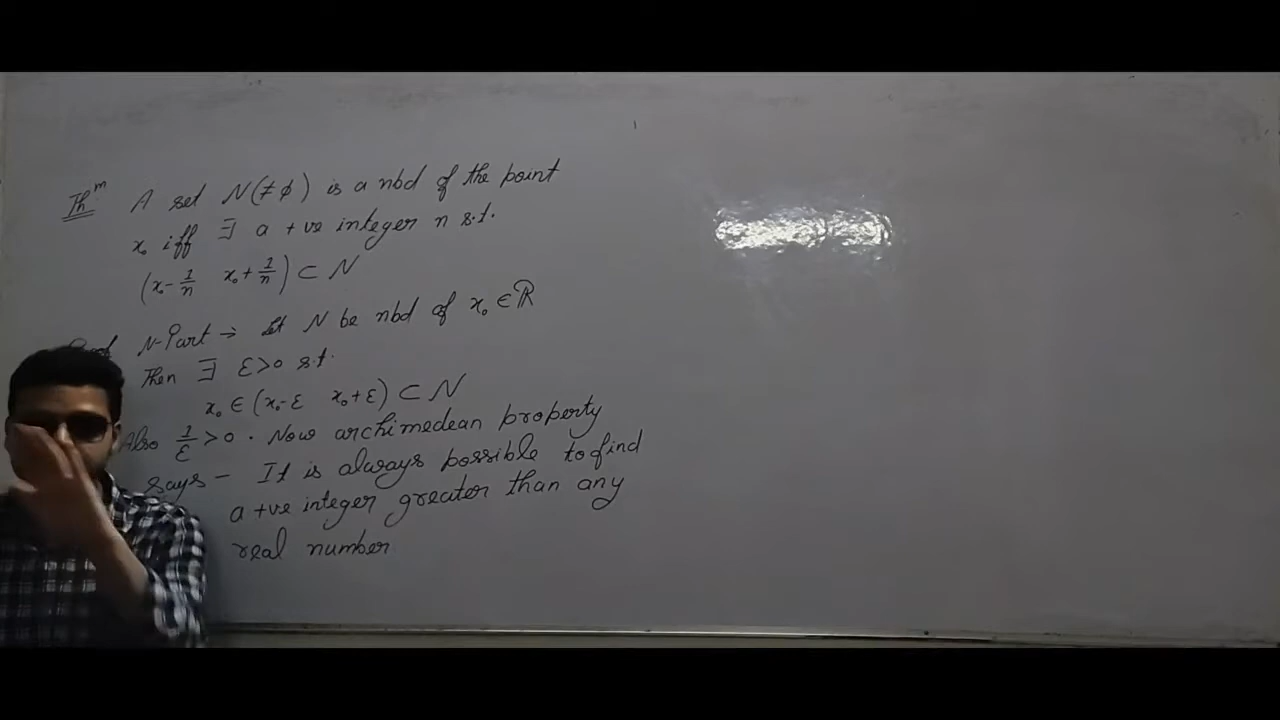 Thᵐ A set N(≠ϕ) is a nbd of the point
x₀ iff ∃ a +ve integer n s.t.
(x₀-1/n x₀+1/n) ⊂ N
N-Part → Let N be nbd of x₀ ∈ ℝ
Then ∃ ε>0 s.t.
x₀ ∈ (x₀-ε x₀+ε) ⊂ N
Also 1/ε >0 . Now archimedean property
says – It is always possible to find
a +ve integer greater than any
real number